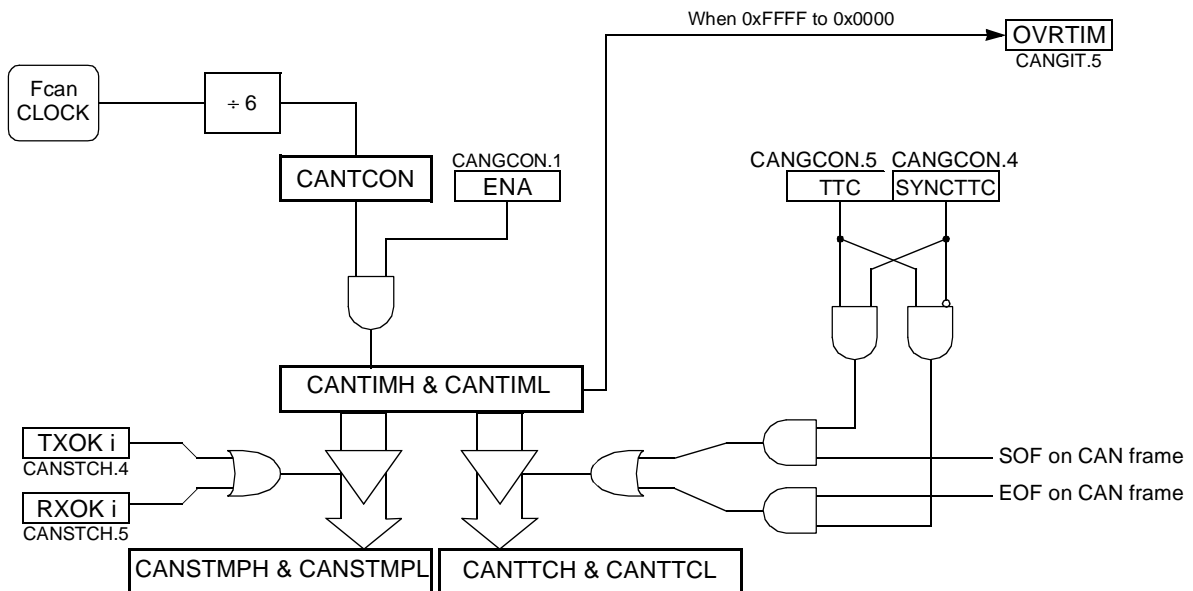 When 0xFFFF to 0x0000
OVRTIM
CANGIT.5
Fcan
CLOCK
÷ 6
CANTCON
CANGCON.1
ENA
CANGCON.5
CANGCON.4
TTC
SYNCTTC
CANTIMH & CANTIML
TXOK i
CANSTCH.4
RXOK i
CANSTCH.5
SOF on CAN frame
EOF on CAN frame
CANSTMPH & CANSTMPL
CANTTCH & CANTTCL